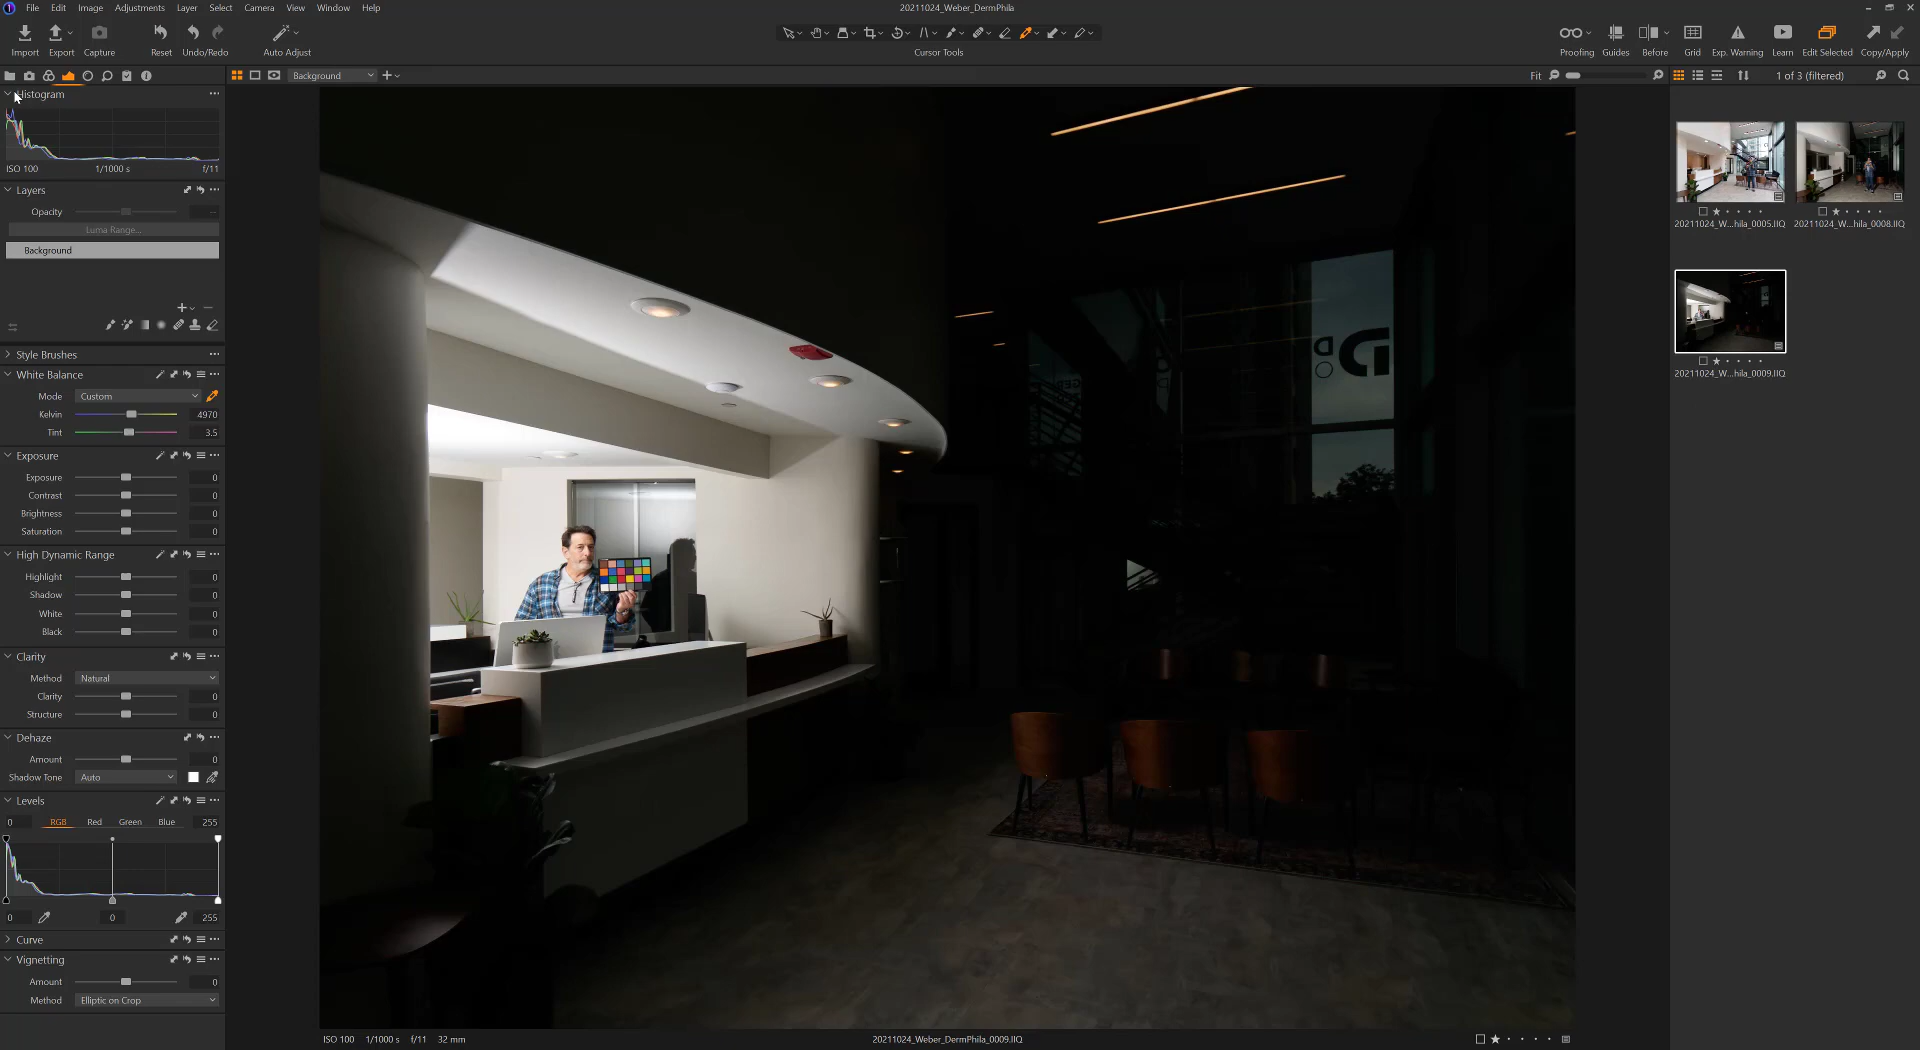 File Edit Image Adjustments Layer Select Camera View Window Help
20211024_Weber_DermPhila
Import Export Capture Reset Undo/Redo Auto Adjust
Cursor Tools
Proofing Guides Before Grid Exp. Warning Learn Edit Selected Copy/Apply
Background
Fit
1 of 3 (filtered)
Histogram
ISO 100 1/1000 s f/11
Layers
Opacity --
Luma Range...
Background
Style Brushes
White Balance
Mode Custom
Kelvin 4970
Tint 3.5
Exposure
Exposure 0
Contrast 0
Brightness 0
Saturation 0
High Dynamic Range
Highlight 0
Shadow 0
White 0
Black 0
Clarity
Method Natural
Clarity 0
Structure 0
Dehaze
Amount 0
Shadow Tone Auto
Levels
0 RGB Red Green Blue 255
0 0 255
Curve
Vignetting
Amount 0
Method Elliptic on Crop
20211024_W...hila_0005.IIQ 20211024_W...hila_0008.IIQ
20211024_W...hila_0009.IIQ
ISO 100 1/1000 s f/11 32 mm
20211024_Weber_DermPhila_0009.IIQ